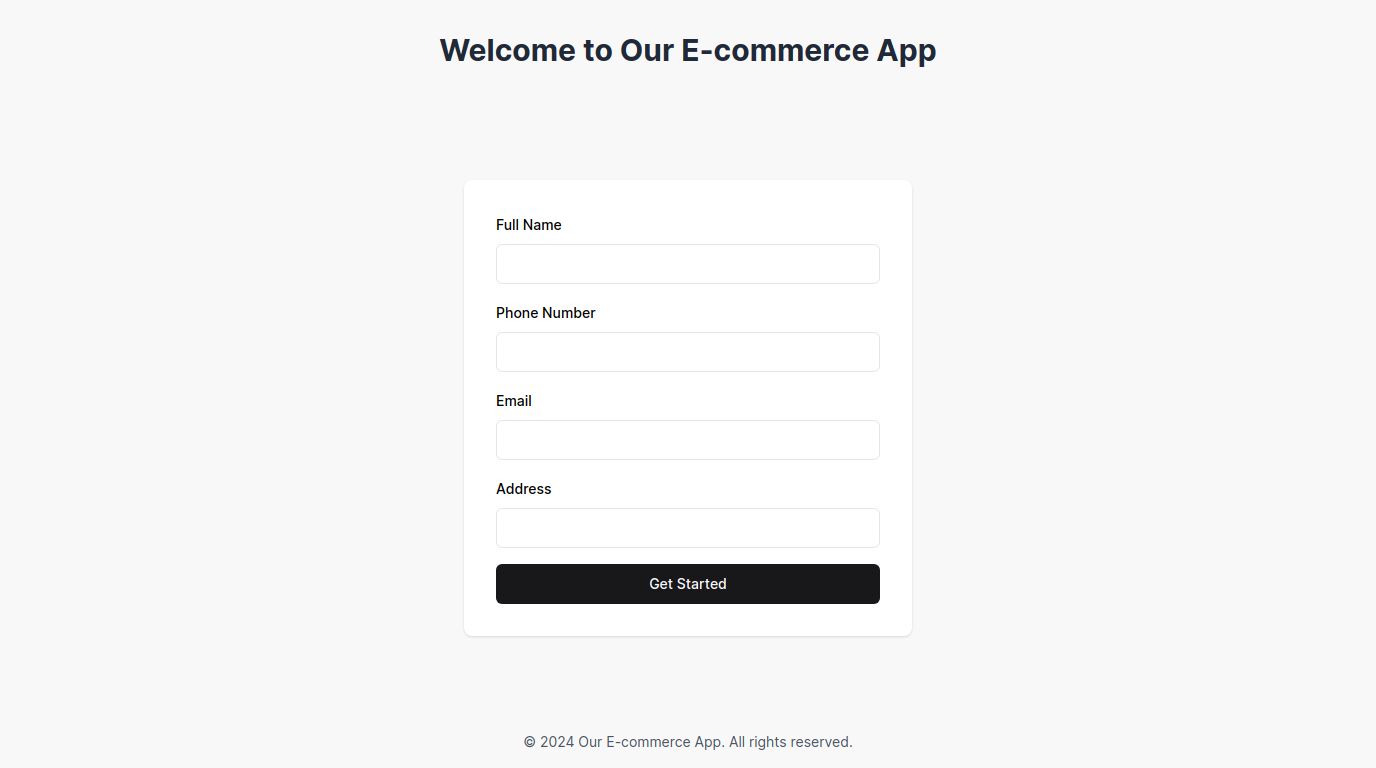 Welcome to Our E-commerce App
Full Name
Phone Number
Email
Address
Get Started
© 2024 Our E-commerce App. All rights reserved.